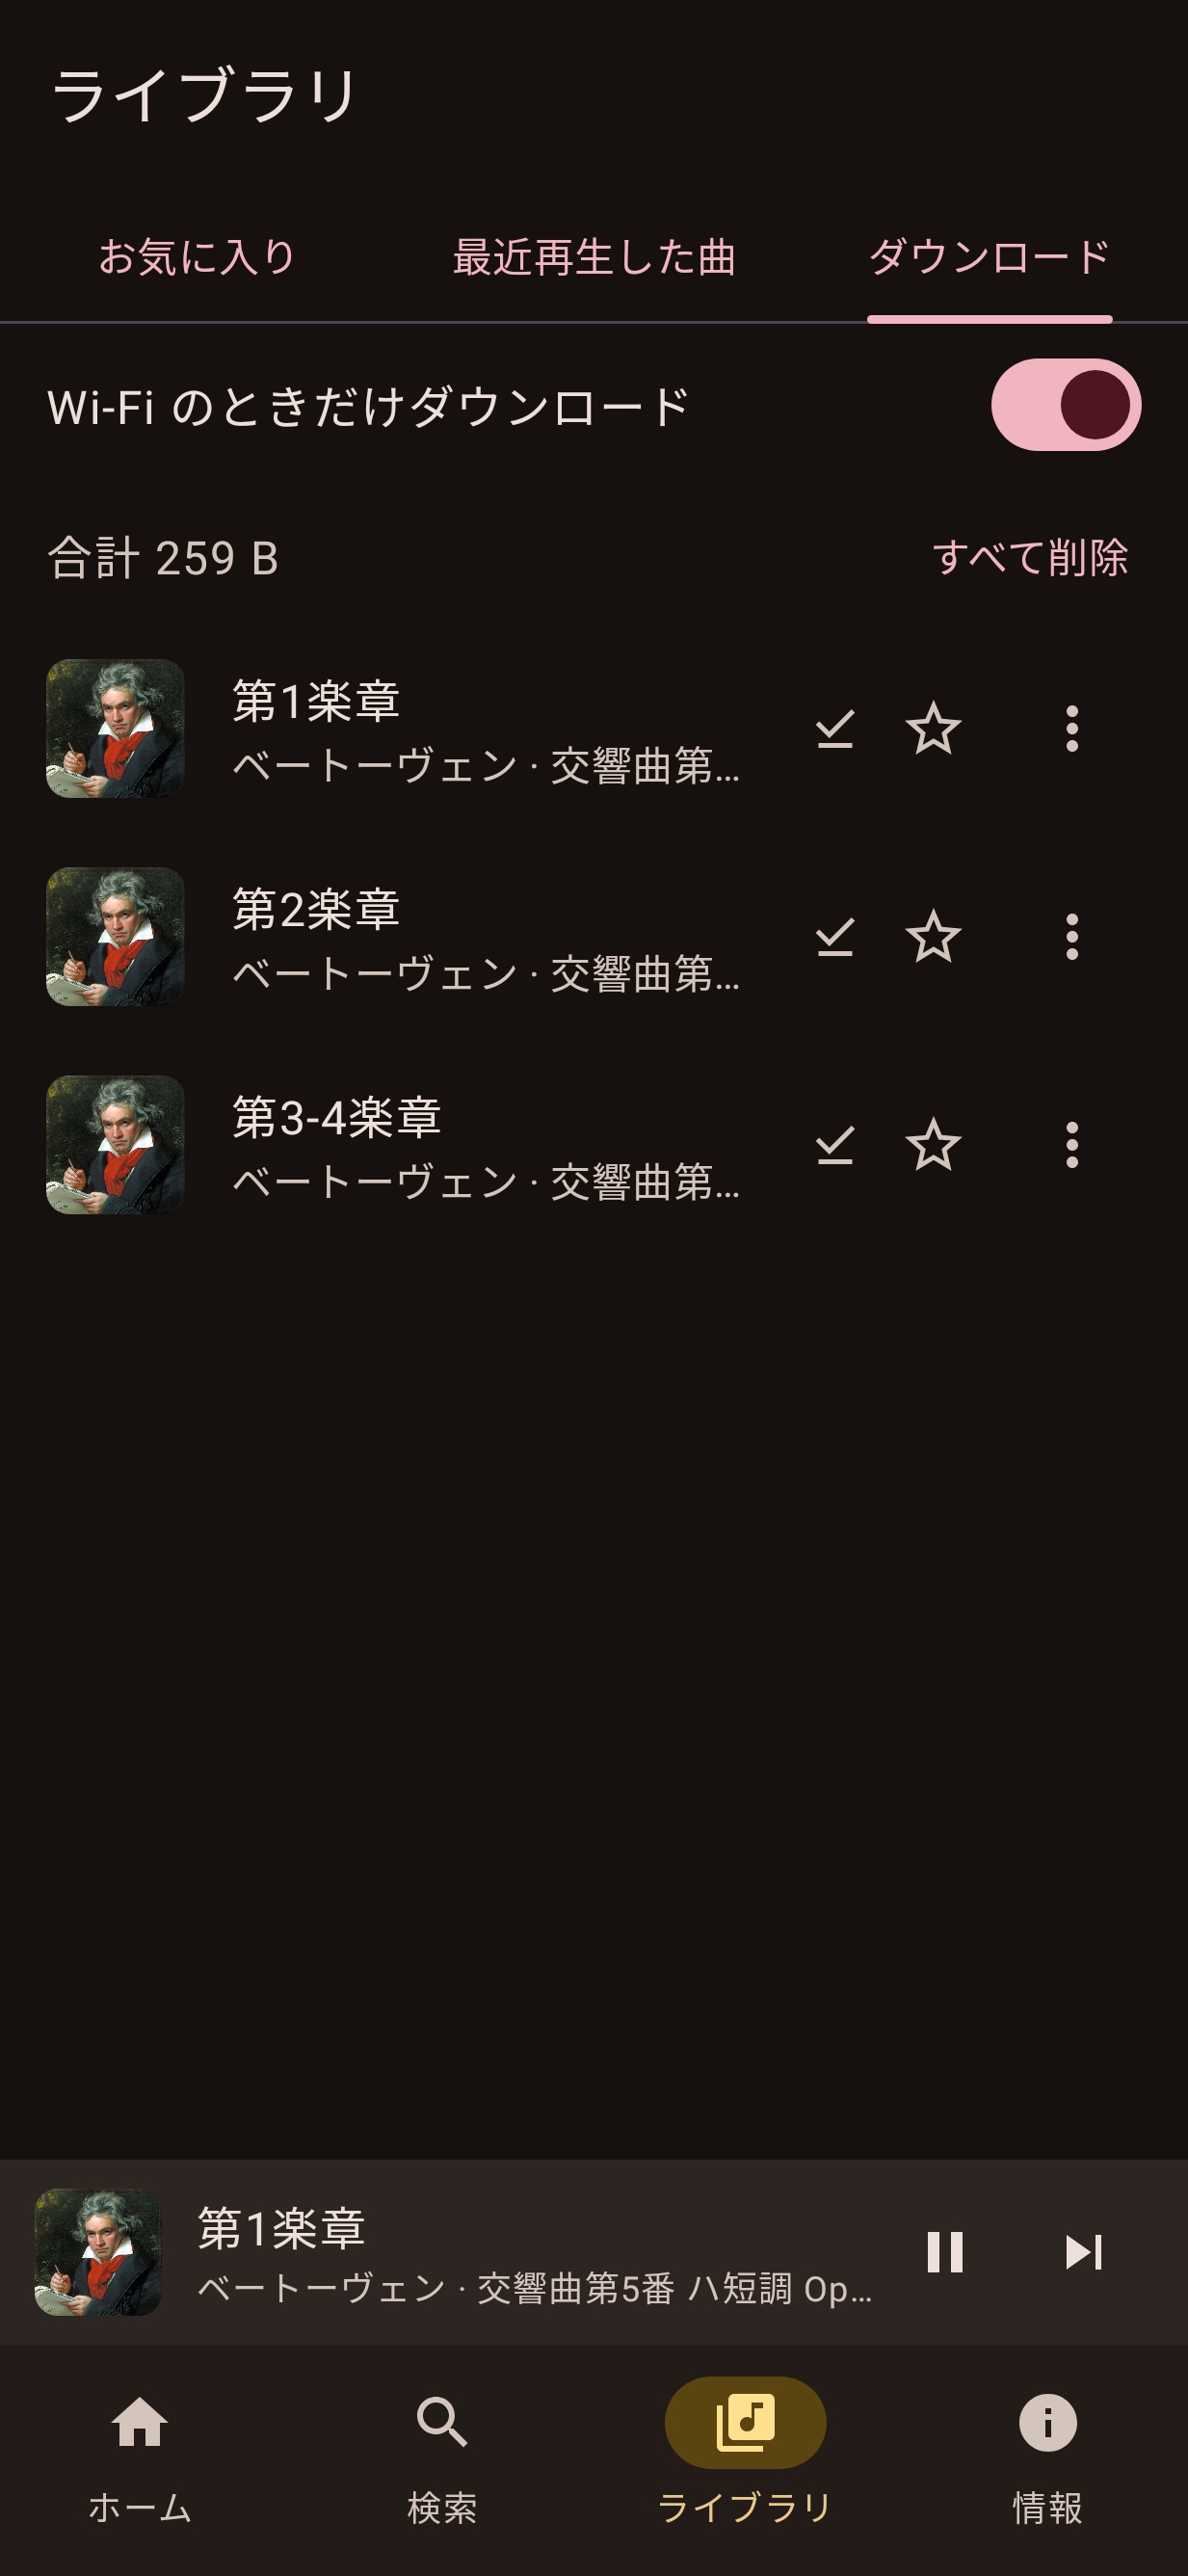 ライブラリ
お気に入り 最近再生した曲 ダウンロード
Wi-Fi のときだけダウンロード
合計 259 B すべて削除
第1楽章
ベートーヴェン · 交響曲第…
第2楽章
ベートーヴェン · 交響曲第…
第3-4楽章
ベートーヴェン · 交響曲第…
第1楽章
ベートーヴェン · 交響曲第5番 ハ短調 Op…
ホーム 検索 ライブラリ 情報